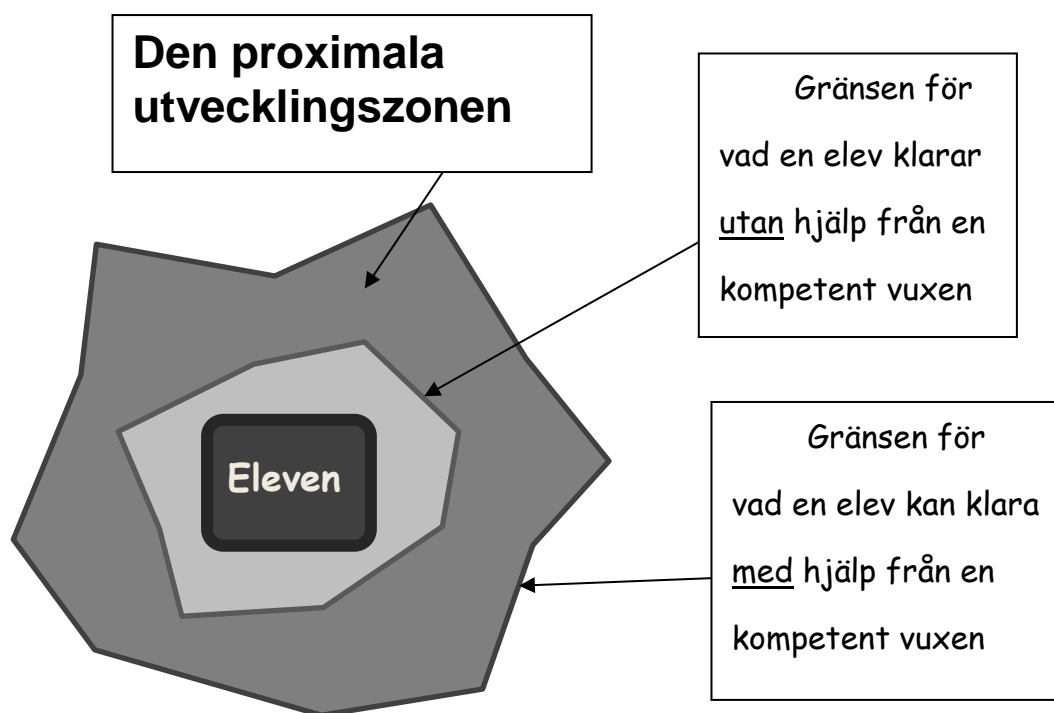 Den proximala
utvecklingszonen
Gränsen för
vad en elev klarar
utan hjälp från en
kompetent vuxen
Eleven
Gränsen för
vad en elev kan klara
med hjälp från en
kompetent vuxen